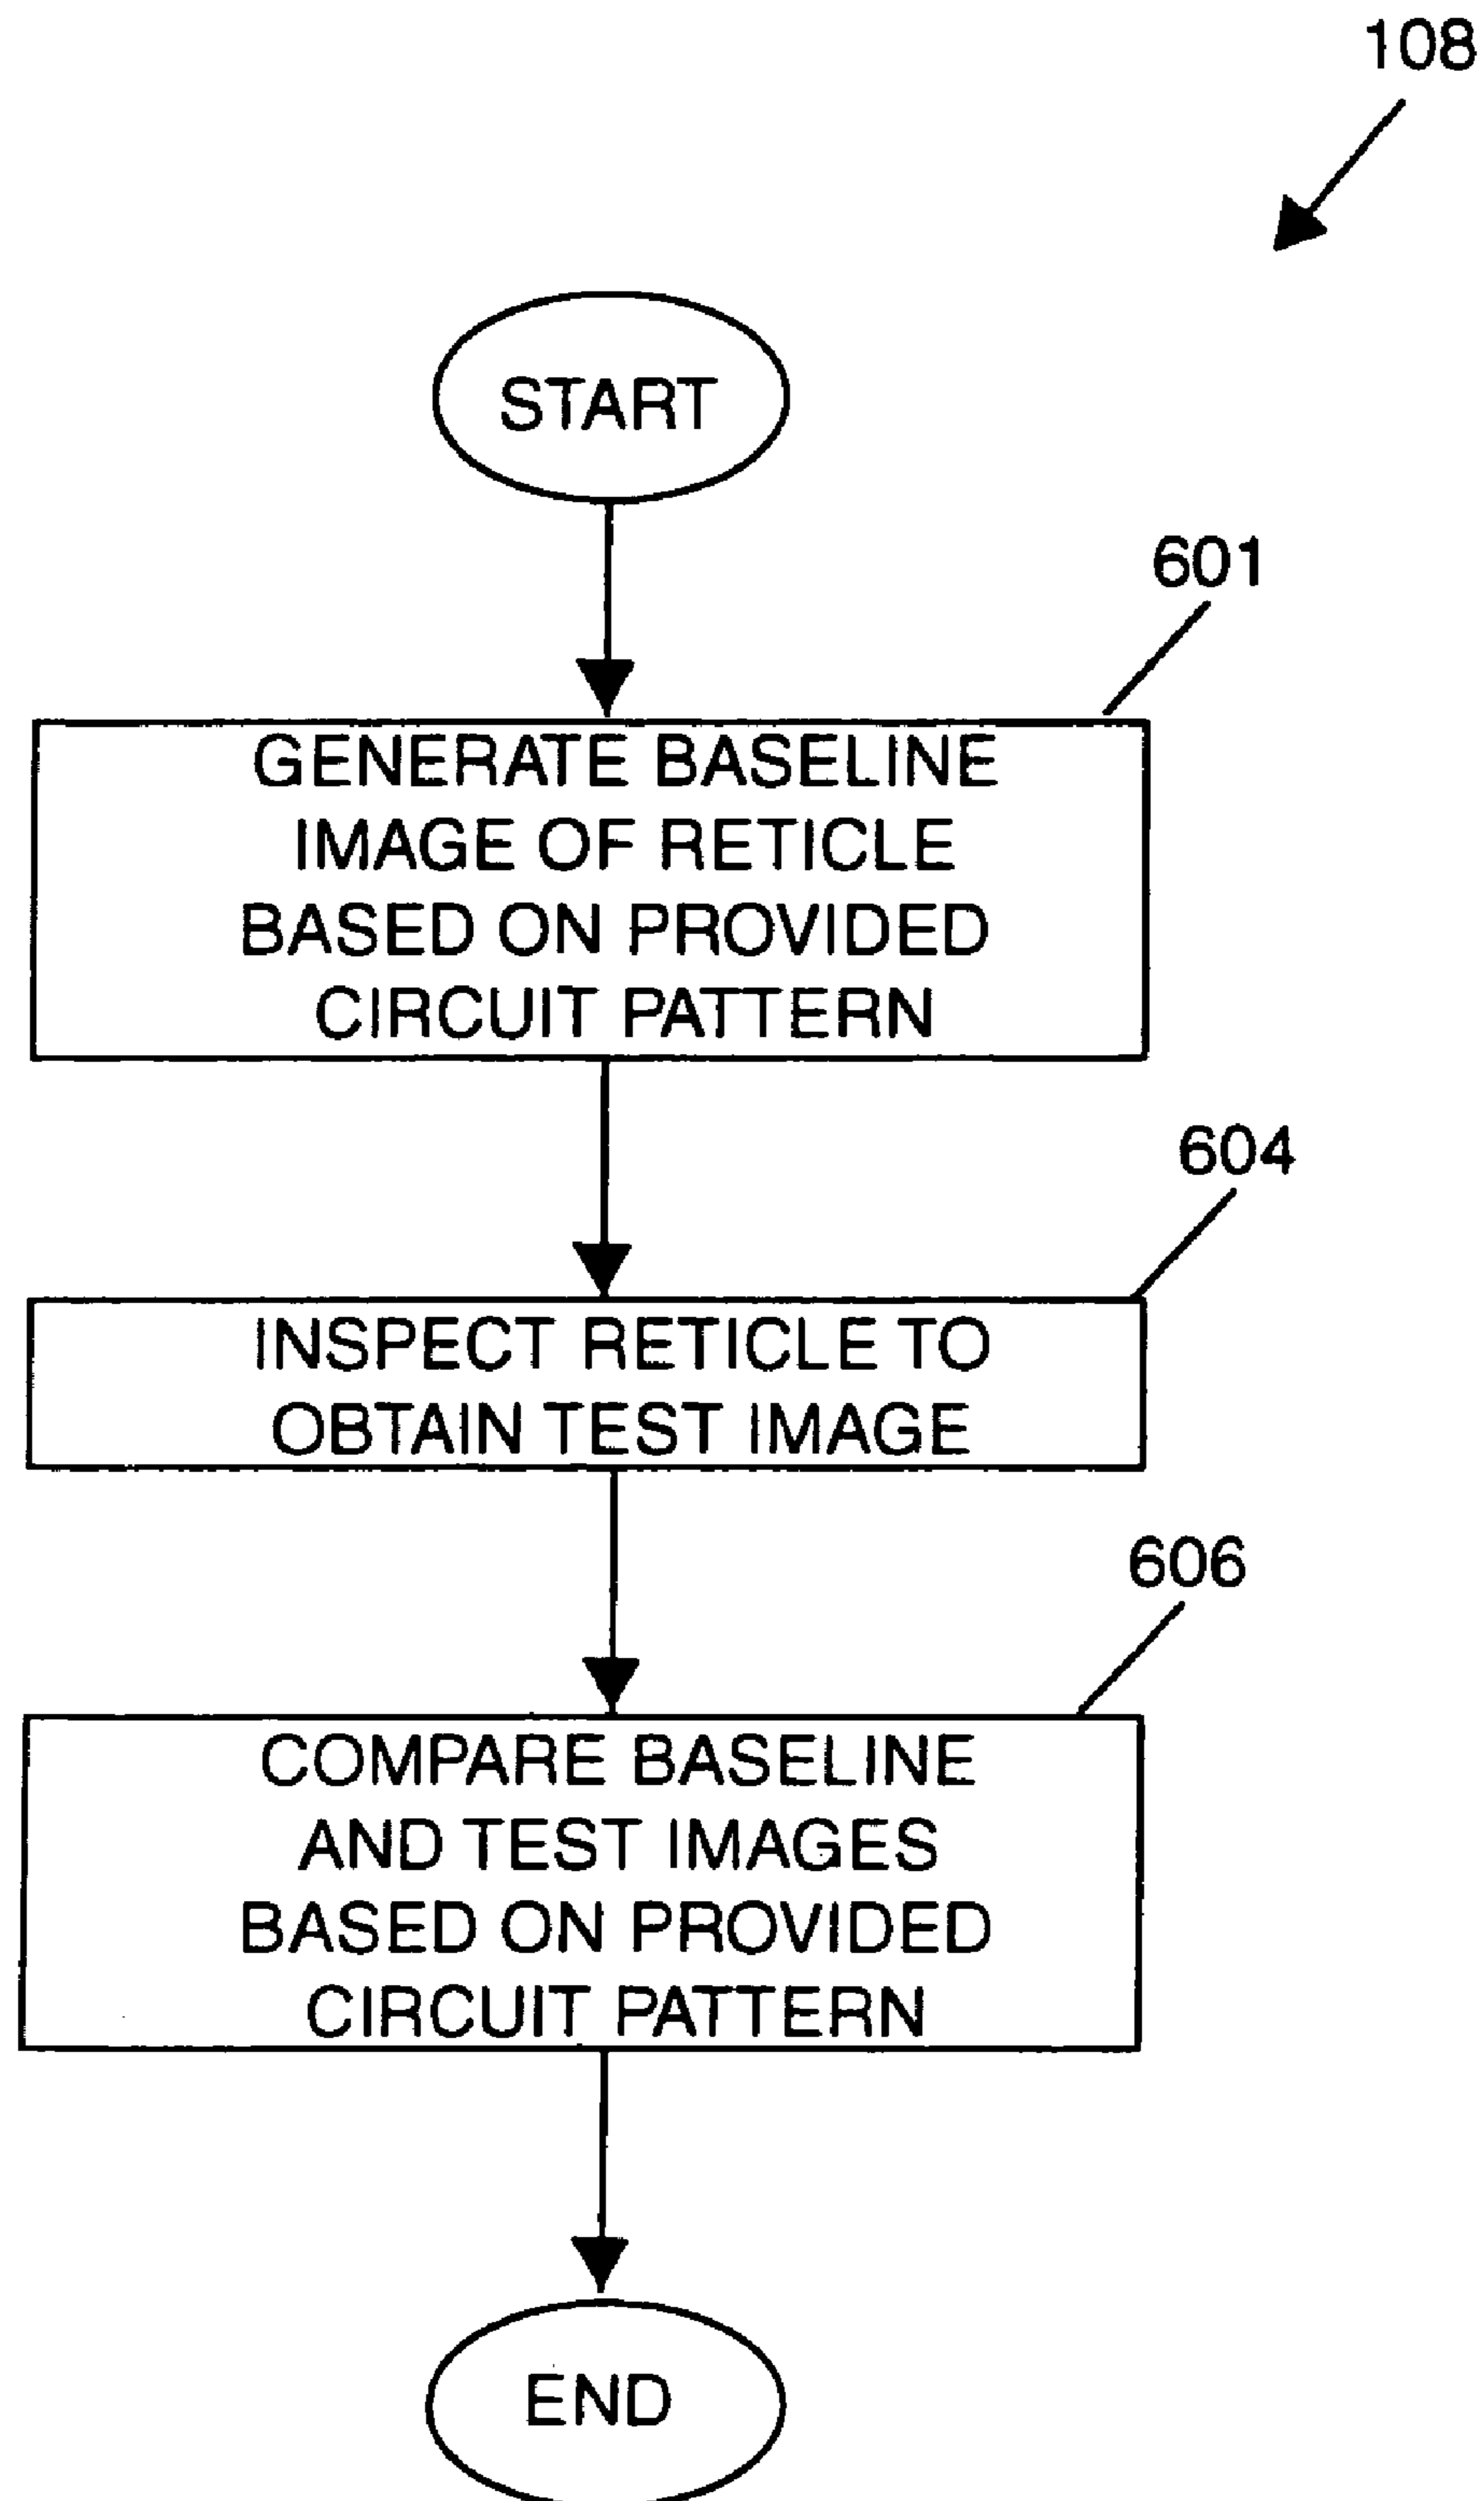 108
START
601
GENERATE BASELINE
IMAGE OF RETICLE
BASED ON PROVIDED
CIRCUIT PATTERN
604
INSPECT RETICLE TO
OBTAIN TEST IMAGE
606
COMPARE BASELINE
AND TEST IMAGES
BASED ON PROVIDED
CIRCUIT PATTERN
END